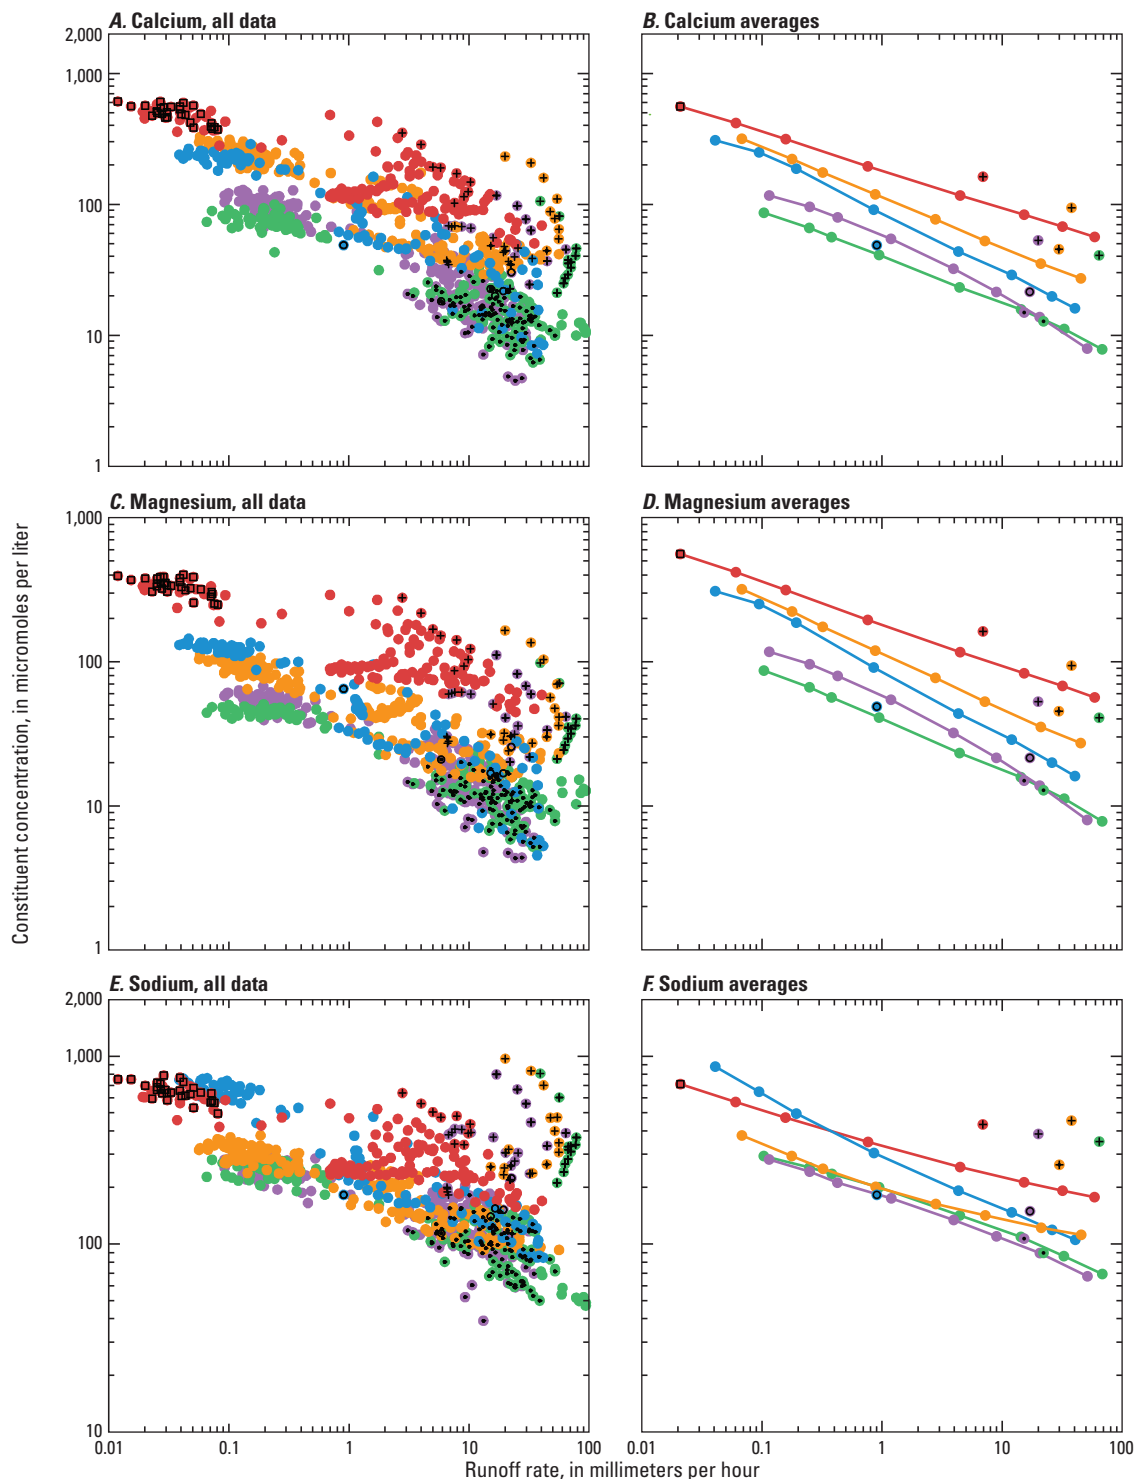 A. Calcium, all data
B. Calcium averages
2,000
1,000
100
10
1
C. Magnesium, all data
D. Magnesium averages
1,000
100
10
1
Constituent concentration, in micromoles per liter
E. Sodium, all data
F. Sodium averages
2,000
1,000
100
10
0.01 0.1 1 10 100
0.01 0.1 1 10 100
Runoff rate, in millimeters per hour